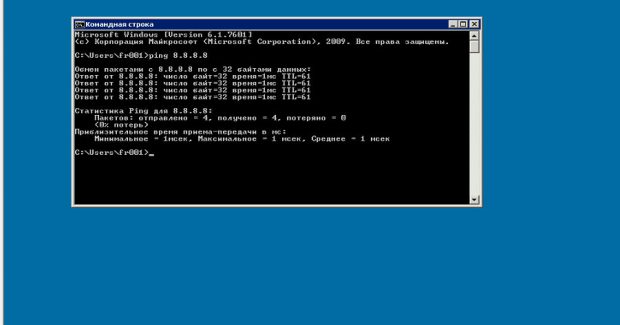 Командная строка
Microsoft Windows [Version 6.1.7601]
(c) Корпорация Майкрософт (Microsoft Corporation), 2009. Все права защищены.
C:\Users\fr001>ping 8.8.8.8
Обмен пакетами с 8.8.8.8 по с 32 байтами данных:
Ответ от 8.8.8.8: число байт=32 время=1мс TTL=61
Ответ от 8.8.8.8: число байт=32 время=1мс TTL=61
Ответ от 8.8.8.8: число байт=32 время=1мс TTL=61
Ответ от 8.8.8.8: число байт=32 время=1мс TTL=61
Статистика Ping для 8.8.8.8:
Пакетов: отправлено = 4, получено = 4, потеряно = 0
(0% потерь)
Приблизительное время приема-передачи в мс:
Минимальное = 1мсек, Максимальное = 1 мсек, Среднее = 1 мсек
C:\Users\fr001>_